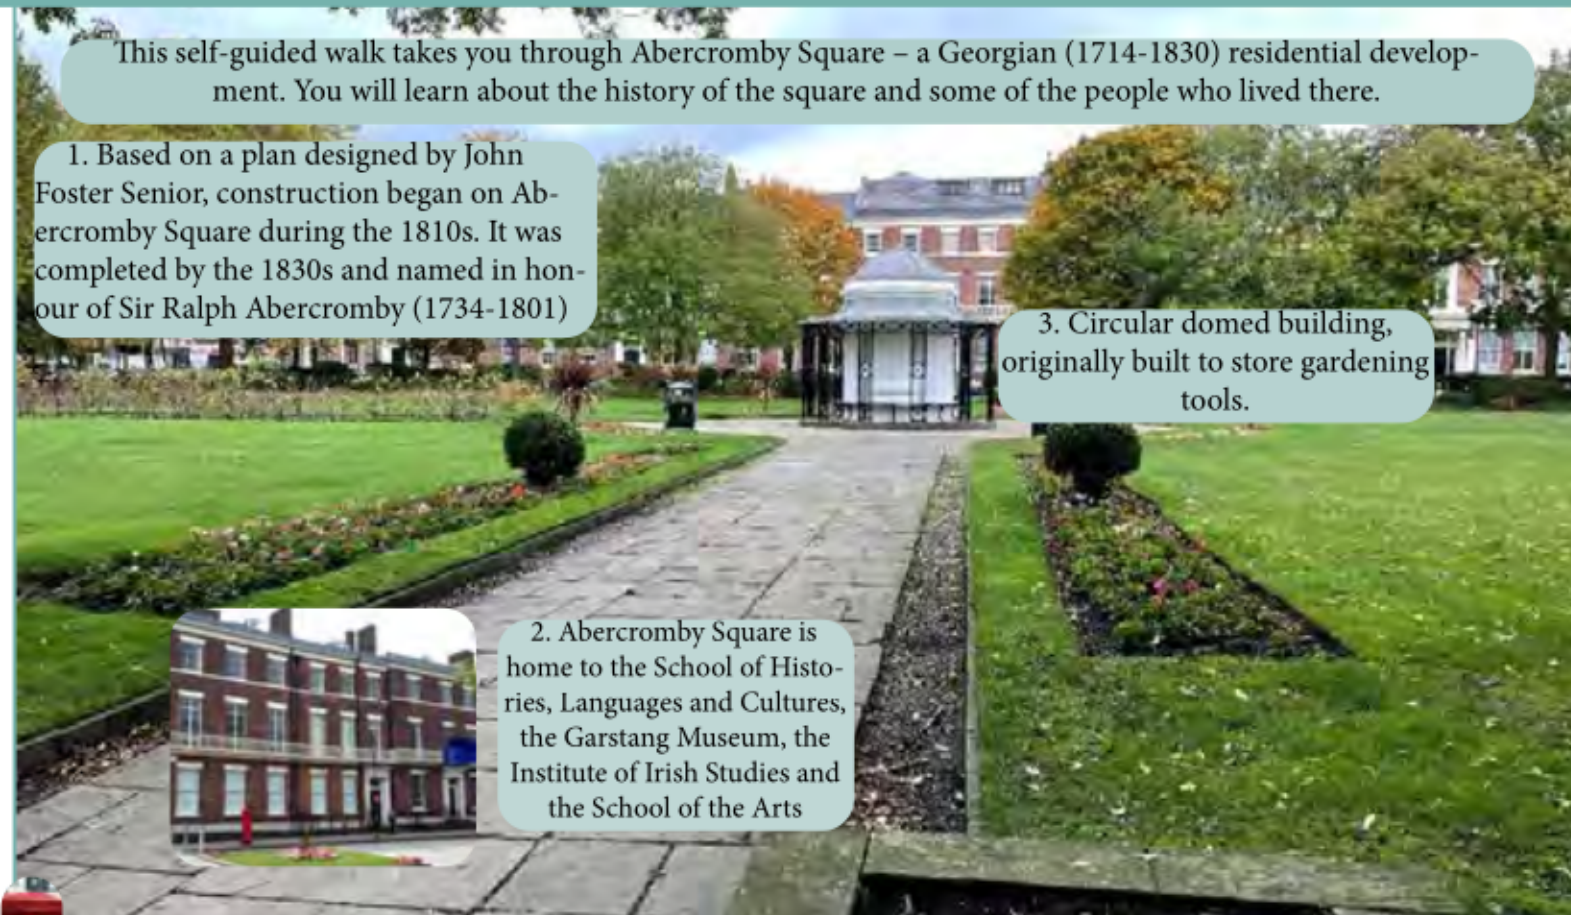 This self-guided walk takes you through Abercromby Square – a Georgian (1714-1830) residential develop-
ment. You will learn about the history of the square and some of the people who lived there.
1. Based on a plan designed by John
Foster Senior, construction began on Ab-
ercromby Square during the 1810s. It was
completed by the 1830s and named in hon-
our of Sir Ralph Abercromby (1734-1801)
3. Circular domed building,
originally built to store gardening
tools.
2. Abercromby Square is
home to the School of Histo-
ries, Languages and Cultures,
the Garstang Museum, the
Institute of Irish Studies and
the School of the Arts